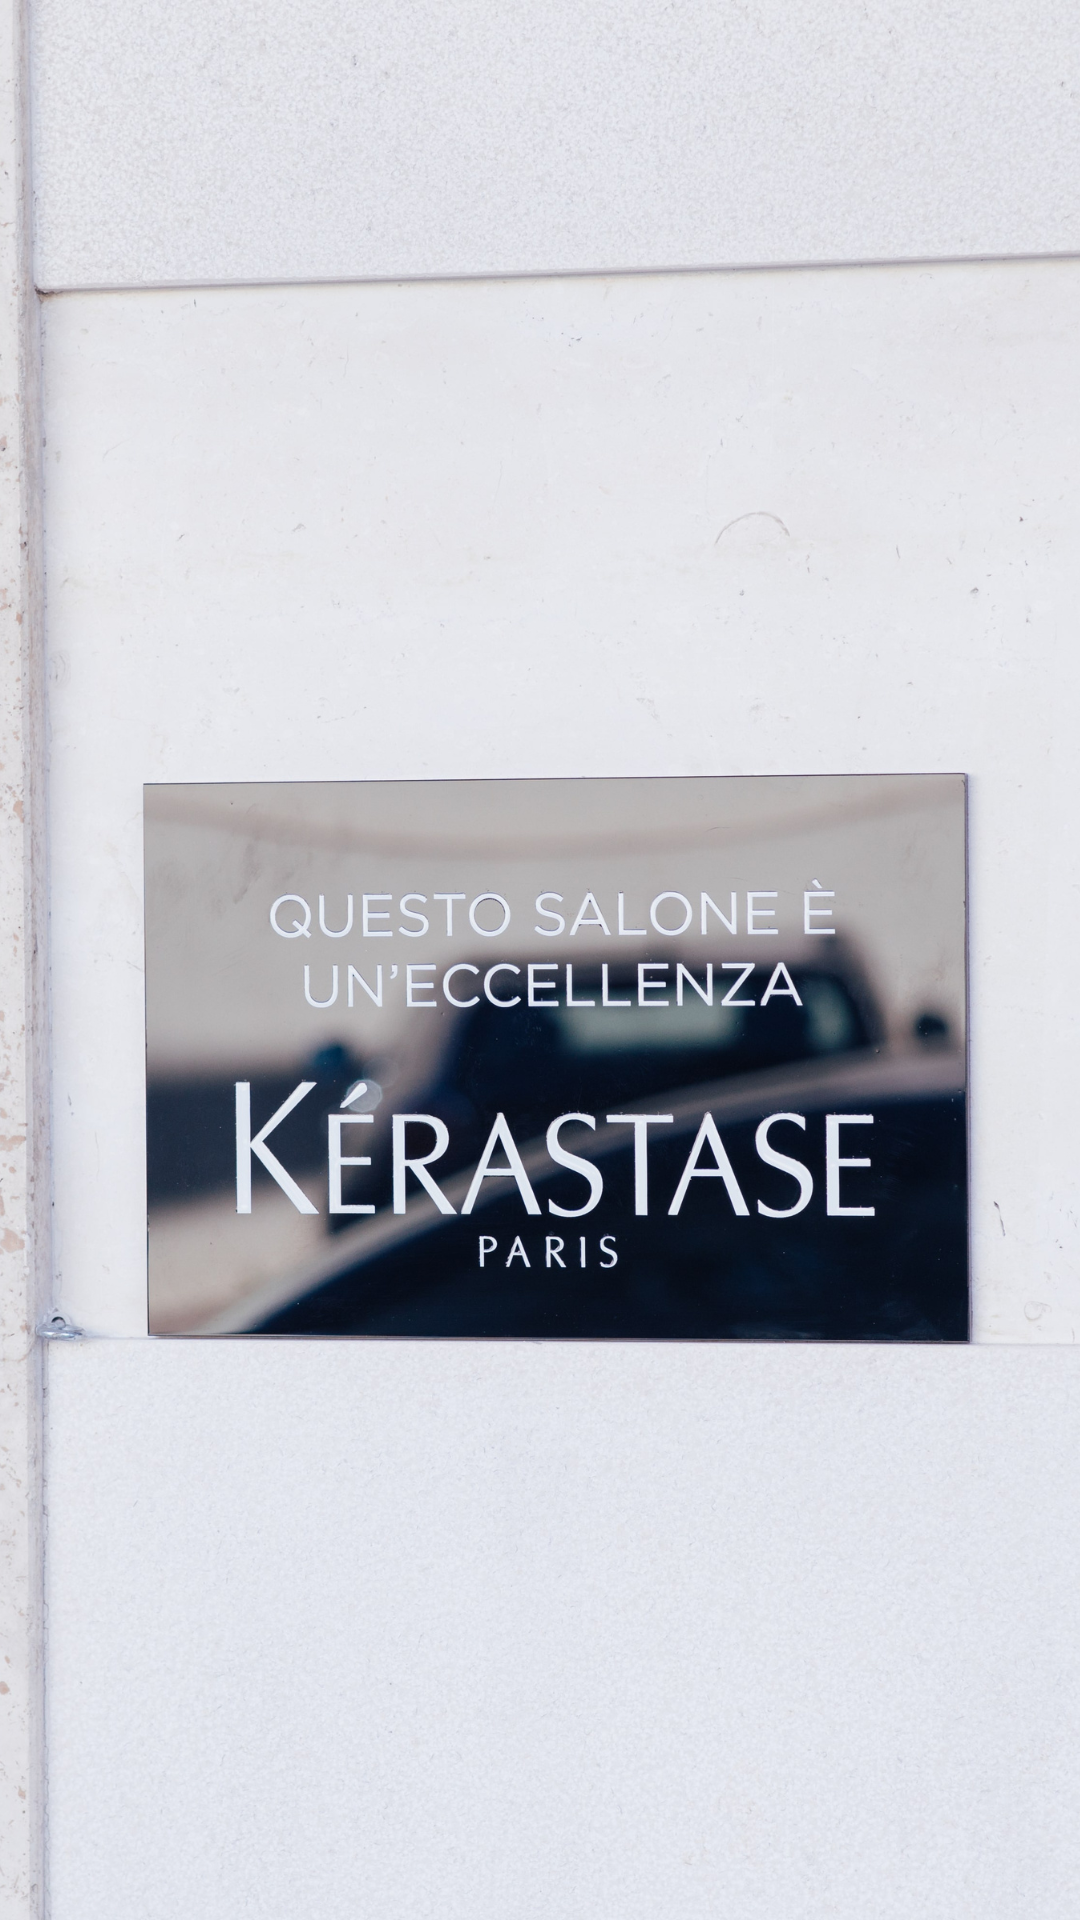 QUESTO SALONE È
UN'ECCELLENZA
KÉRASTASE
PARIS